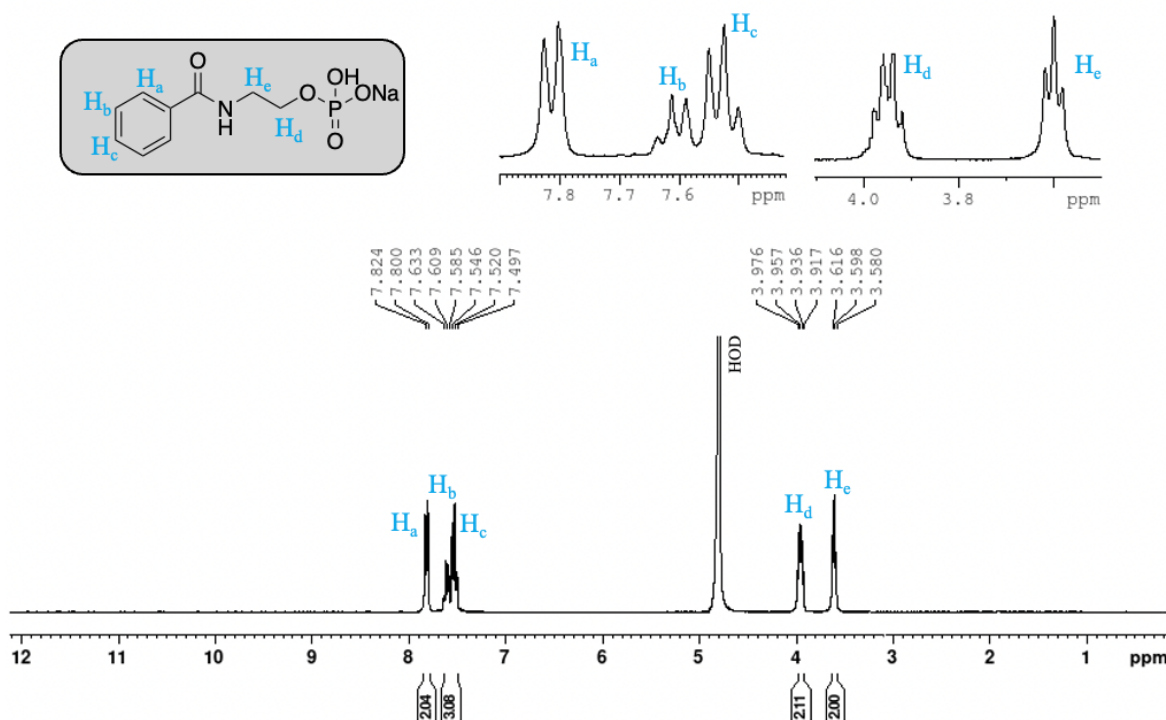 O
OH
ONa
P
O
O
N
H
Ha
Hb
Hc
Hd
He
Ha
Hb
Hc
7.8 7.7 7.6 ppm
Hd
He
4.0 3.8 ppm
7.824
7.800
7.633
7.609
7.585
7.546
7.520
7.497
3.976
3.957
3.936
3.917
3.616
3.598
3.580
HOD
Ha
Hb
Hc
Hd
He
12 11 10 9 8 7 6 5 4 3 2 1 ppm
2.04
3.08
2.11
2.00